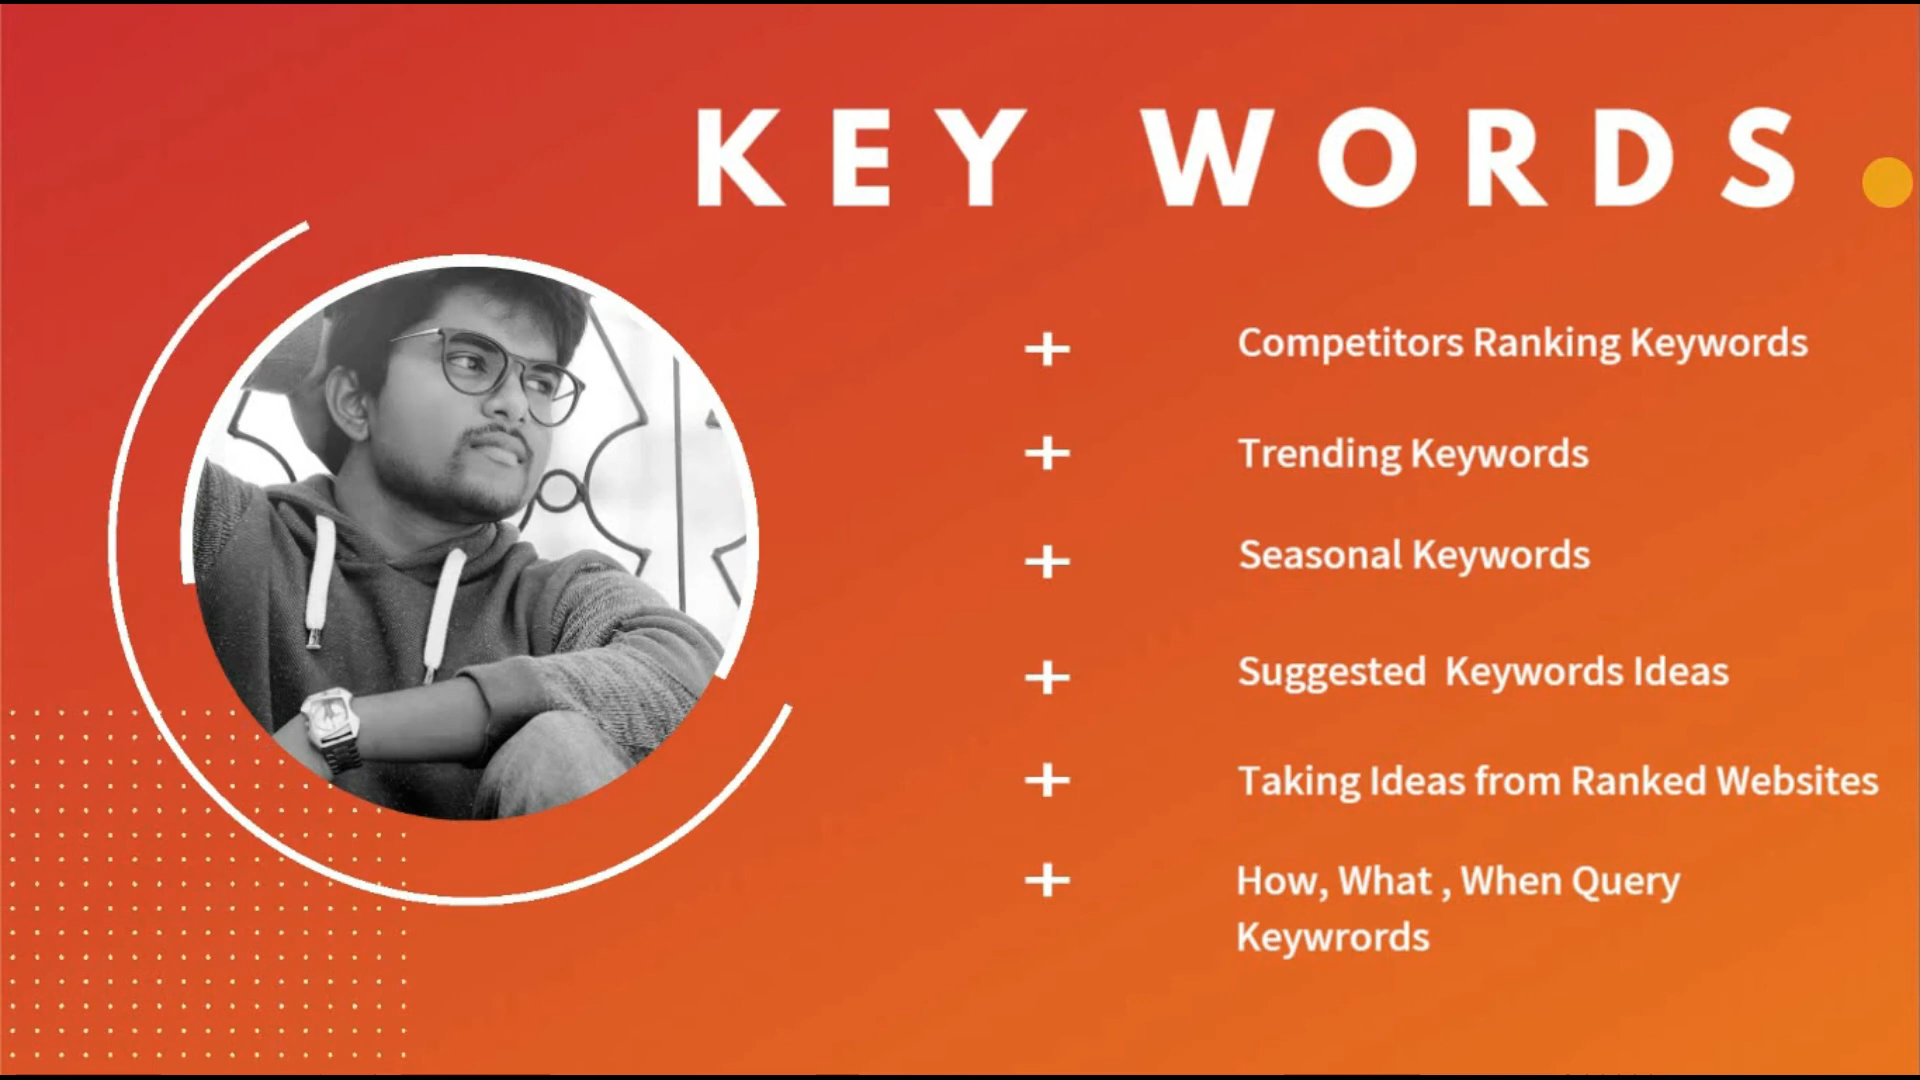 KEY WORDS
+ Competitors Ranking Keywords
+ Trending Keywords
+ Seasonal Keywords
+ Suggested  Keywords Ideas
+ Taking Ideas from Ranked Websites
+ How, What , When Query
Keywrords